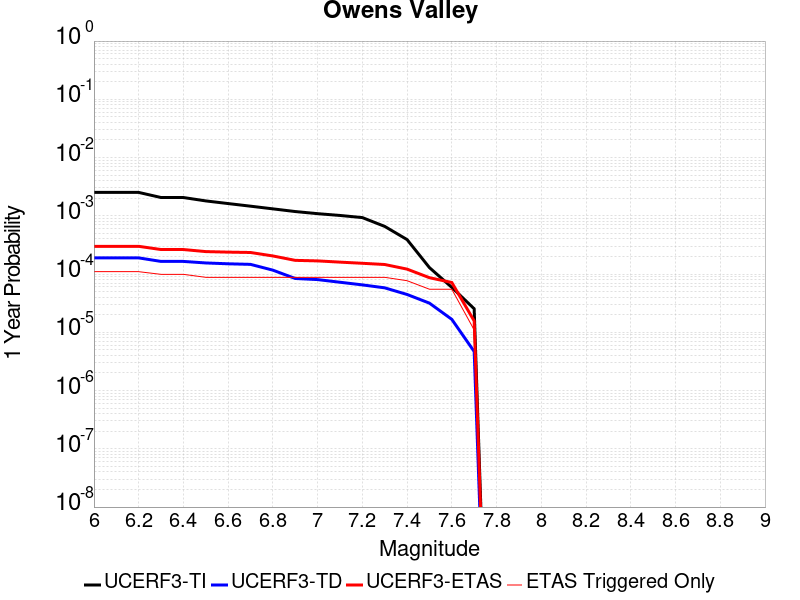 Owens Valley
1 Year Probability
10^0
10^-1
10^-2
10^-3
10^-4
10^-5
10^-6
10^-7
10^-8
6 6.2 6.4 6.6 6.8 7 7.2 7.4 7.6 7.8 8 8.2 8.4 8.6 8.8 9
Magnitude
UCERF3-TI UCERF3-TD UCERF3-ETAS ETAS Triggered Only